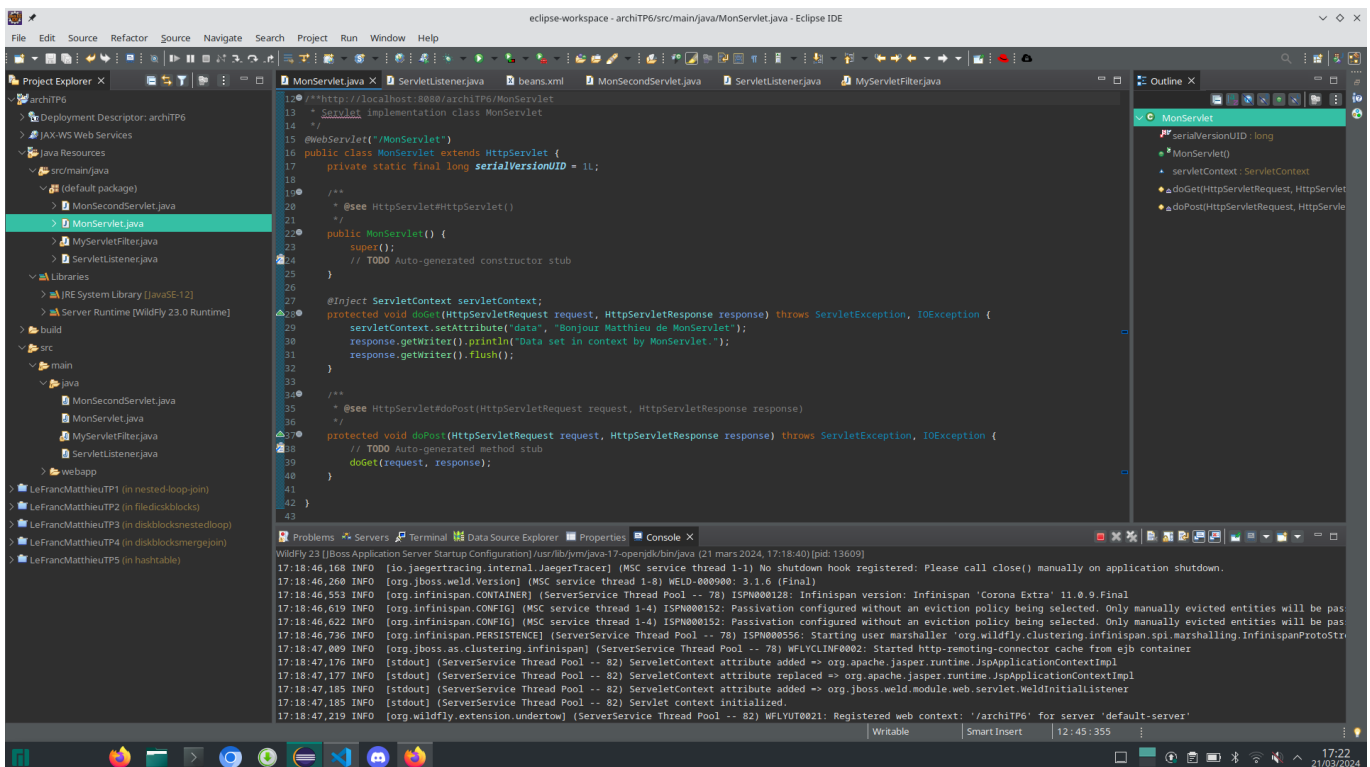 eclipse-workspace - archiTP6/src/main/java/MonServlet.java - Eclipse IDE
File Edit Source Refactor Source Navigate Search Project Run Window Help
Project Explorer
archiTP6
Deployment Descriptor: archiTP6
JAX-WS Web Services
Java Resources
src/main/java
(default package)
MonSecondServlet.java
MonServlet.java
MyServletFilter.java
ServletListener.java
Libraries
JRE System Library [JavaSE-12]
Server Runtime [WildFly 23.0 Runtime]
build
src
main
java
MonSecondServlet.java
MonServlet.java
MyServletFilter.java
ServletListener.java
webapp
LeFrancMatthieuTP1 (in nested-loop-join)
LeFrancMatthieuTP2 (in filedicskblocks)
LeFrancMatthieuTP3 (in diskblocksnestedloop)
LeFrancMatthieuTP4 (in diskblocksmergejoin)
LeFrancMatthieuTP5 (in hashtable)
MonServlet.java ServletListener.java beans.xml MonSecondServlet.java ServletListener.java MyServletFilter.java
12 /**http://localhost:8080/archiTP6/MonServlet
13 * Servlet implementation class MonServlet
14 */
15 @WebServlet("/MonServlet")
16 public class MonServlet extends HttpServlet {
17 private static final long serialVersionUID = 1L;
18
19 /**
20 * @see HttpServlet#HttpServlet()
21 */
22 public MonServlet() {
23 super();
24 // TODO Auto-generated constructor stub
25 }
26
27 @Inject ServletContext servletContext;
28 protected void doGet(HttpServletRequest request, HttpServletResponse response) throws ServletException, IOException {
29 servletContext.setAttribute("data", "Bonjour Matthieu de MonServlet");
30 response.getWriter().println("Data set in context by MonServlet.");
31 response.getWriter().flush();
32 }
33
34 /**
35 * @see HttpServlet#doPost(HttpServletRequest request, HttpServletResponse response)
36 */
37 protected void doPost(HttpServletRequest request, HttpServletResponse response) throws ServletException, IOException {
38 // TODO Auto-generated method stub
39 doGet(request, response);
40 }
41
42 }
43
Outline
MonServlet
serialVersionUID : long
MonServlet()
servletContext : ServletContext
doGet(HttpServletRequest, HttpServlet
doPost(HttpServletRequest, HttpServle
Problems Servers Terminal Data Source Explorer Properties Console
WildFly 23 [JBoss Application Server Startup Configuration] /usr/lib/jvm/java-17-openjdk/bin/java (21 mars 2024, 17:18:40) [pid: 13609]
17:18:46,168 INFO [io.jaegertracing.internal.JaegerTracer] (MSC service thread 1-1) No shutdown hook registered: Please call close() manually on application shutdown.
17:18:46,260 INFO [org.jboss.weld.Version] (MSC service thread 1-8) WELD-000900: 3.1.6 (Final)
17:18:46,553 INFO [org.infinispan.CONTAINER] (ServerService Thread Pool -- 78) ISPN000128: Infinispan version: Infinispan 'Corona Extra' 11.0.9.Final
17:18:46,619 INFO [org.infinispan.CONFIG] (MSC service thread 1-4) ISPN000152: Passivation configured without an eviction policy being selected. Only manually evicted entities will be pas
17:18:46,622 INFO [org.infinispan.CONFIG] (MSC service thread 1-4) ISPN000152: Passivation configured without an eviction policy being selected. Only manually evicted entities will be pas
17:18:46,736 INFO [org.infinispan.PERSISTENCE] (ServerService Thread Pool -- 78) ISPN000556: Starting user marshaller 'org.wildfly.clustering.infinispan.spi.marshalling.InfinispanProtoStr
17:18:47,009 INFO [org.jboss.as.clustering.infinispan] (ServerService Thread Pool -- 78) WFLYCLINF0002: Started http-remoting-connector cache from ejb container
17:18:47,176 INFO [stdout] (ServerService Thread Pool -- 82) ServeletContext attribute added => org.apache.jasper.runtime.JspApplicationContextImpl
17:18:47,177 INFO [stdout] (ServerService Thread Pool -- 82) ServeletContext attribute replaced => org.apache.jasper.runtime.JspApplicationContextImpl
17:18:47,185 INFO [stdout] (ServerService Thread Pool -- 82) ServeletContext attribute added => org.jboss.weld.module.web.servlet.WeldInitialListener
17:18:47,185 INFO [stdout] (ServerService Thread Pool -- 82) Servlet context initialized.
17:18:47,219 INFO [org.wildfly.extension.undertow] (ServerService Thread Pool -- 82) WFLYUT0021: Registered web context: '/archiTP6' for server 'default-server'
Writable Smart Insert 12 : 45 : 355
17:22
21/03/2024